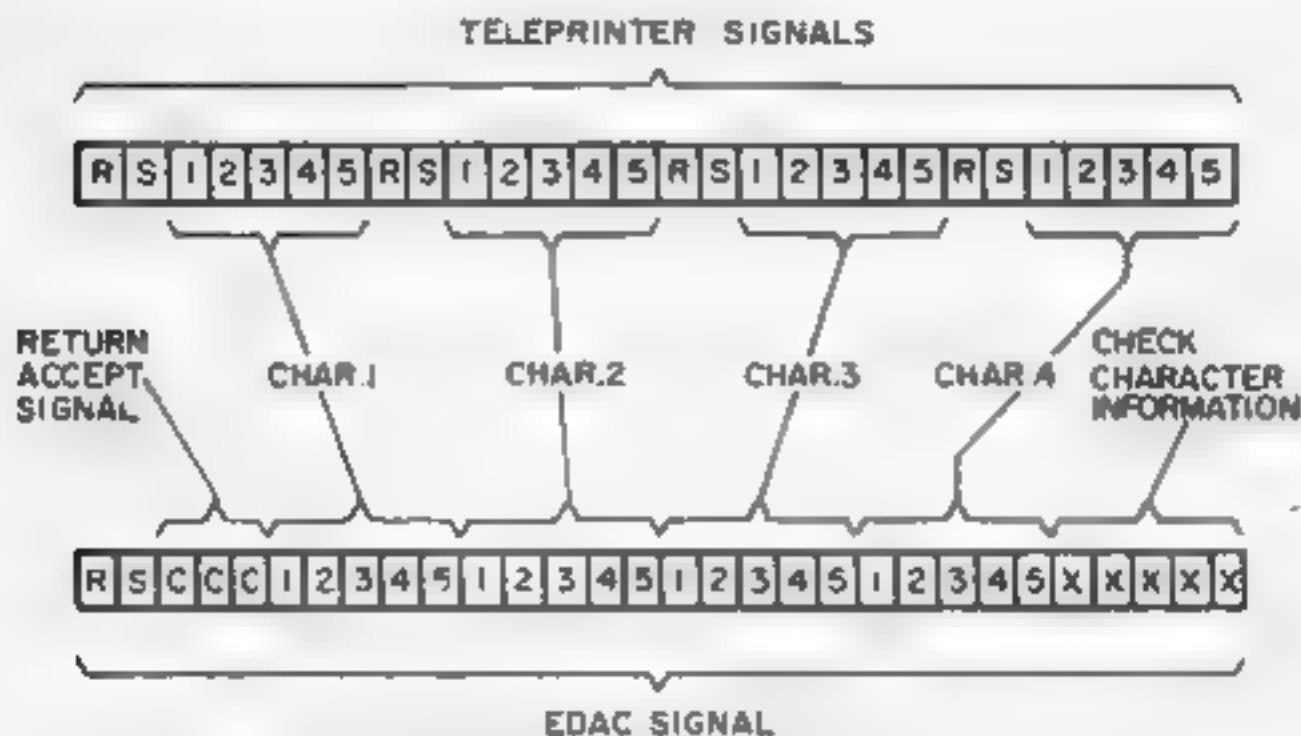 TELEPRINTER SIGNALS
R S 1 2 3 4 5 R S 1 2 3 4 5 R S 1 2 3 4 5 R S 1 2 3 4 5
RETURN
ACCEPT
SIGNAL
CHAR.1
CHAR.2
CHAR.3
CHAR.4
CHECK
CHARACTER
INFORMATION
R S C C C 1 2 3 4 5 1 2 3 4 5 1 2 3 4 5 1 2 3 4 5 X X X X X
EDAC SIGNAL